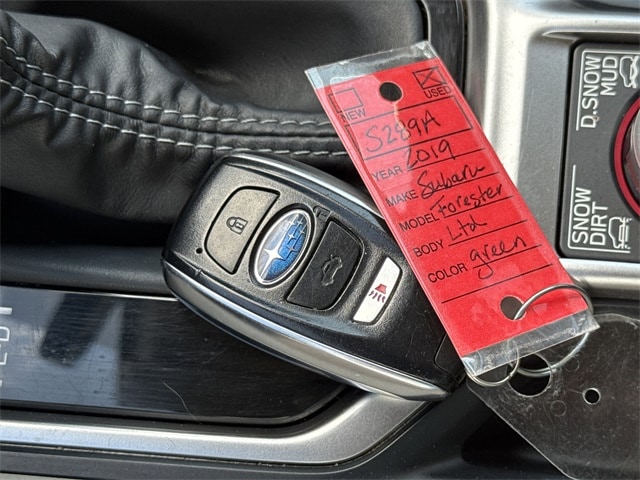 NEW
USED
S289A
YEAR 2019
MAKE Subaru
MODEL Forester
BODY Ltd
COLOR green
D.SNOW
MUD
SNOW
DIRT